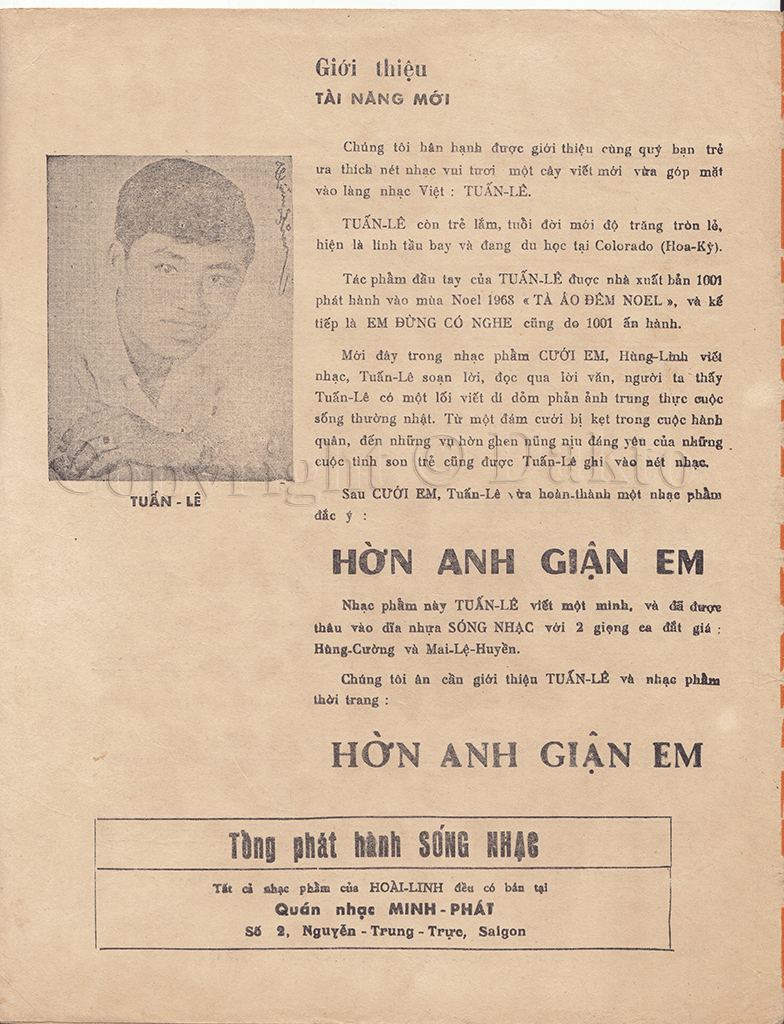 Giới thiệu
TÀI NĂNG MỚI
Chúng tôi hân hạnh được giới thiệu cùng quý bạn trẻ
ưa thích nét nhạc vui tươi một cây viết mới vừa góp mặt
vào làng nhạc Việt : TUẤN-LÊ.
TUẤN-LÊ còn trẻ lắm, tuổi đời mới độ trăng tròn lẻ,
hiện là lính tầu bay và đang du học tại Colorado (Hoa-Kỳ).
Tác phẩm đầu tay của TUẤN-LÊ được nhà xuất bản 1001
phát hành vào mùa Noel 1968 « TÀ ÁO ĐÊM NOEL », và kế
tiếp là EM ĐỪNG CÓ NGHE cũng do 1001 ấn hành.
Mới đây trong nhạc phẩm CƯỚI EM, Hùng-Linh viết
nhạc, Tuấn-Lê soạn lời, đọc qua lời văn, người ta thấy
Tuấn-Lê có một lối viết dí dỏm phản ảnh trung thực cuộc
sống thường nhật. Từ một đám cưới bị kẹt trong cuộc hành
quân, đến những vụ hờn ghen nũng nịu đáng yêu của những
cuộc tình son trẻ cũng được Tuấn-Lê ghi vào nét nhạc.
Copyright © Dakto
TUẤN - LÊ
Sau CƯỚI EM, Tuấn-Lê vừa hoàn-thành một nhạc phẩm
đắc ý :
HỜN ANH GIẬN EM
Nhạc phẩm này TUẤN-LÊ viết một mình, và đã được
thâu vào dĩa nhựa SÓNG NHẠC với 2 giọng ca đắt giá :
Hùng-Cường và Mai-Lệ-Huyền.
Chúng tôi ân cần giới thiệu TUẤN-LÊ và nhạc phẩm
thời trang :
HỜN ANH GIẬN EM
Tổng phát hành SÓNG NHẠC
Tất cả nhạc phẩm của HOÀI-LINH đều có bán tại
Quán nhạc MINH-PHÁT
Số 2, Nguyễn - Trung - Trực, Saigon